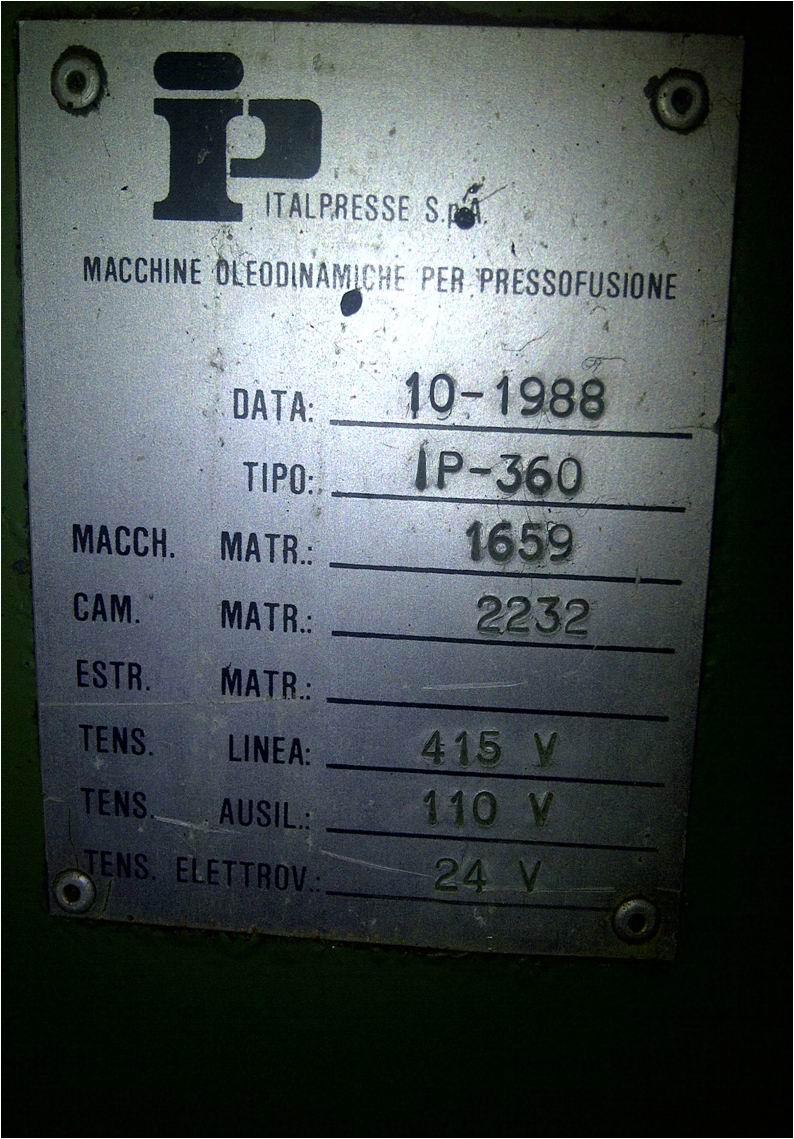 iP
ITALPRESSE S.p.A.
MACCHINE OLEODINAMICHE PER PRESSOFUSIONE
DATA: 10-1988
TIPO: IP-360
MACCH. MATR.: 1659
CAM. MATR.: 2232
ESTR. MATR.:
TENS. LINEA: 415 V
TENS. AUSIL.: 110 V
TENS. ELETTROV.: 24 V